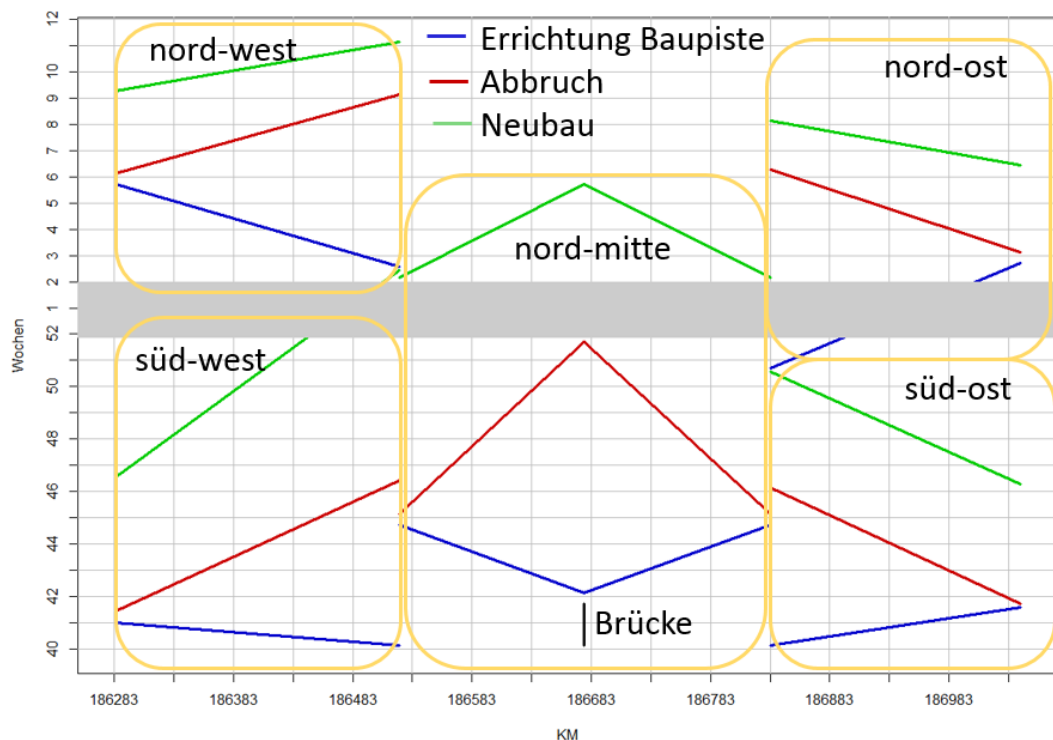 12
10
9
8
7
6
5
4
3
2
1
52
50
48
46
44
42
40
Wochen
nord-west
Errichtung Baupiste
Abbruch
Neubau
nord-ost
nord-mitte
süd-west
süd-ost
Brücke
186283 186383 186483 186583 186683 186783 186883 186983
KM